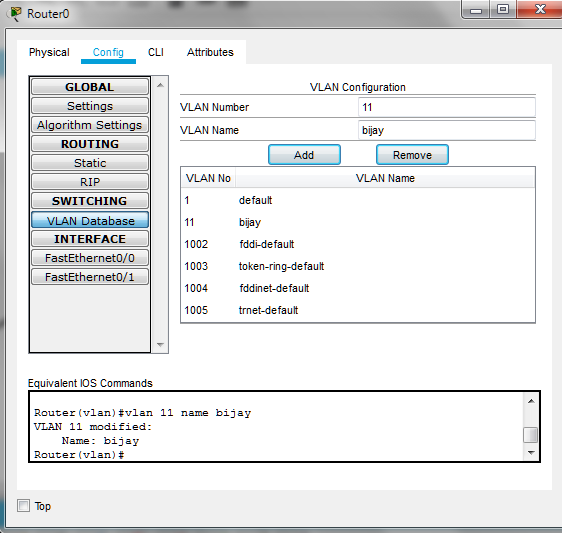 Router0
Physical Config CLI Attributes
GLOBAL
Settings
Algorithm Settings
ROUTING
Static
RIP
SWITCHING
VLAN Database
INTERFACE
FastEthernet0/0
FastEthernet0/1
VLAN Configuration
VLAN Number 11
VLAN Name bijay
Add Remove
VLAN No VLAN Name
1 default
11 bijay
1002 fddi-default
1003 token-ring-default
1004 fddinet-default
1005 trnet-default
Equivalent IOS Commands
Router(vlan)#vlan 11 name bijay
VLAN 11 modified:
Name: bijay
Router(vlan)#
Top